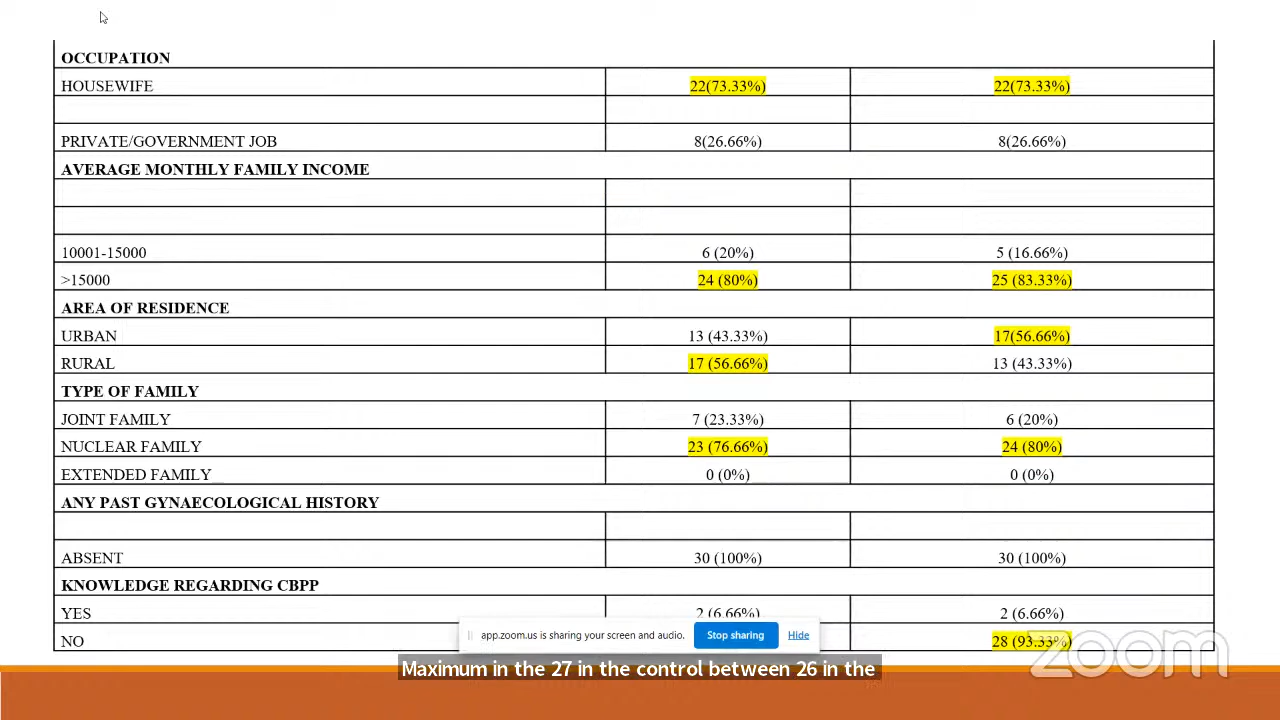 OCCUPATION
HOUSEWIFE 22(73.33%) 22(73.33%)
PRIVATE/GOVERNMENT JOB 8(26.66%) 8(26.66%)
AVERAGE MONTHLY FAMILY INCOME
10001-15000 6 (20%) 5 (16.66%)
>15000 24 (80%) 25 (83.33%)
AREA OF RESIDENCE
URBAN 13 (43.33%) 17(56.66%)
RURAL 17 (56.66%) 13 (43.33%)
TYPE OF FAMILY
JOINT FAMILY 7 (23.33%) 6 (20%)
NUCLEAR FAMILY 23 (76.66%) 24 (80%)
EXTENDED FAMILY 0 (0%) 0 (0%)
ANY PAST GYNAECOLOGICAL HISTORY
ABSENT 30 (100%) 30 (100%)
KNOWLEDGE REGARDING CBPP
YES 2 (6.66%) 2 (6.66%)
NO 28 (93.33%)
app.zoom.us is sharing your screen and audio. Stop sharing Hide
zoom
Maximum in the 27 in the control between 26 in the